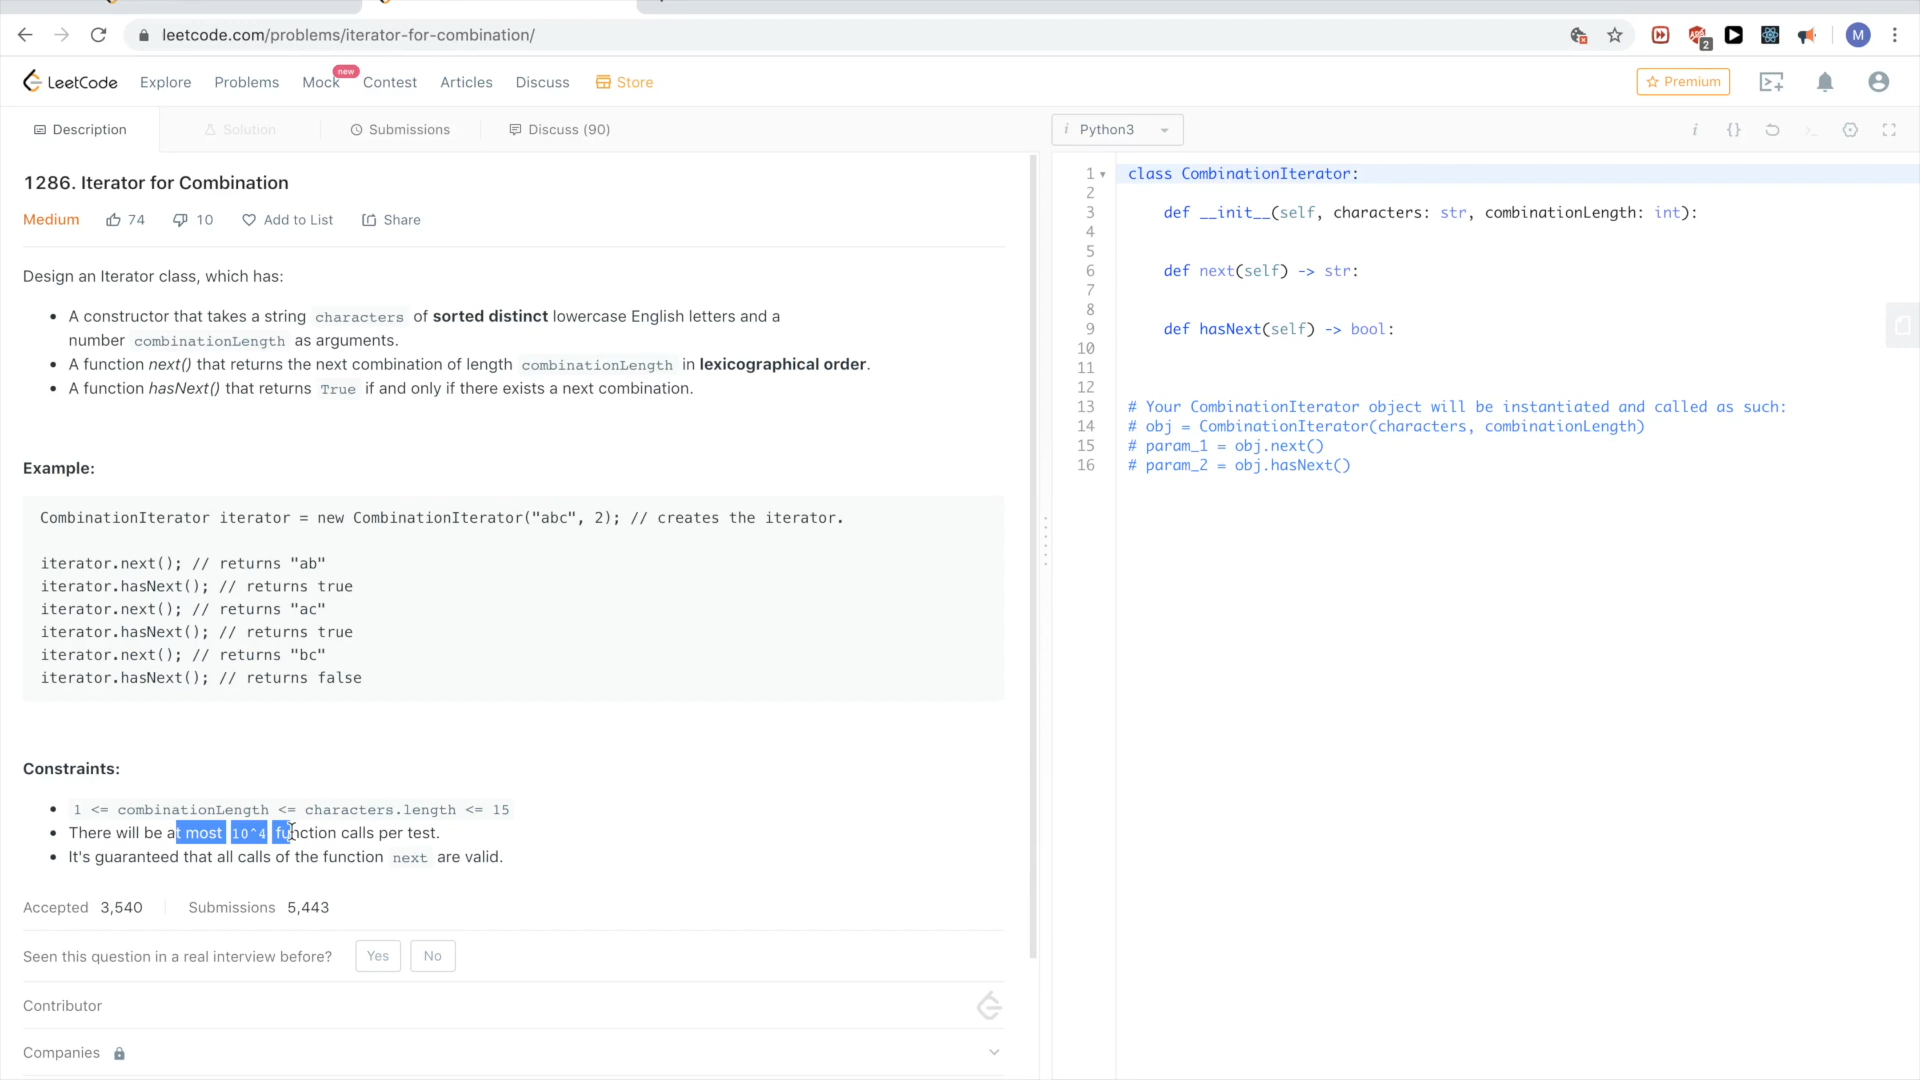 leetcode.com/problems/iterator-for-combination/
2
M
LeetCode Explore Problems Mock new Contest Articles Discuss Store
Premium
Description Solution Submissions Discuss (90)
1286. Iterator for Combination
Medium 74 10 Add to List Share
Design an Iterator class, which has:
A constructor that takes a string characters of sorted distinct lowercase English letters and a
number combinationLength as arguments.
A function next() that returns the next combination of length combinationLength in lexicographical order.
A function hasNext() that returns True if and only if there exists a next combination.
Example:
CombinationIterator iterator = new CombinationIterator("abc", 2); // creates the iterator.
iterator.next(); // returns "ab"
iterator.hasNext(); // returns true
iterator.next(); // returns "ac"
iterator.hasNext(); // returns true
iterator.next(); // returns "bc"
iterator.hasNext(); // returns false
Constraints:
1 <= combinationLength <= characters.length <= 15
There will be at most 10^4 function calls per test.
It's guaranteed that all calls of the function next are valid.
Accepted 3,540 Submissions 5,443
Seen this question in a real interview before? Yes No
Contributor
Companies
i Python3
i {}
1 class CombinationIterator:
2
3 def __init__(self, characters: str, combinationLength: int):
4
5
6 def next(self) -> str:
7
8
9 def hasNext(self) -> bool:
10
11
12
13 # Your CombinationIterator object will be instantiated and called as such:
14 # obj = CombinationIterator(characters, combinationLength)
15 # param_1 = obj.next()
16 # param_2 = obj.hasNext()